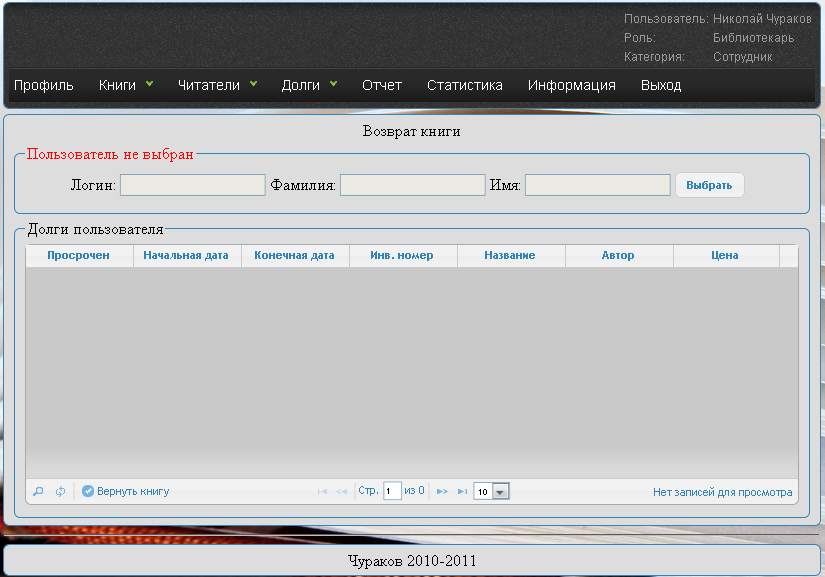 Пользователь: Николай Чураков
Роль: Библиотекарь
Категория: Сотрудник
Профиль Книги Читатели Долги Отчет Статистика Информация Выход
Возврат книги
Пользователь не выбран
Логин: Фамилия: Имя: Выбрать
Долги пользователя
Просрочен Начальная дата Конечная дата Инв. номер Название Автор Цена
Вернуть книгу Стр. 1 из 0 10 Нет записей для просмотра
Чураков 2010-2011